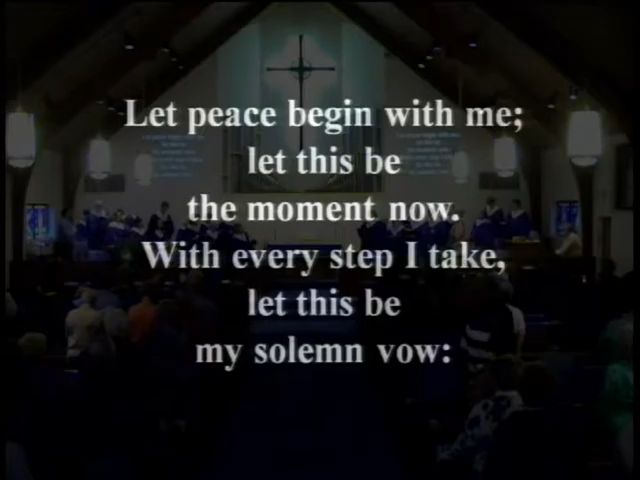 Let peace begin with me;
let this be
the moment now.
With every step I take,
let this be
my solemn vow: